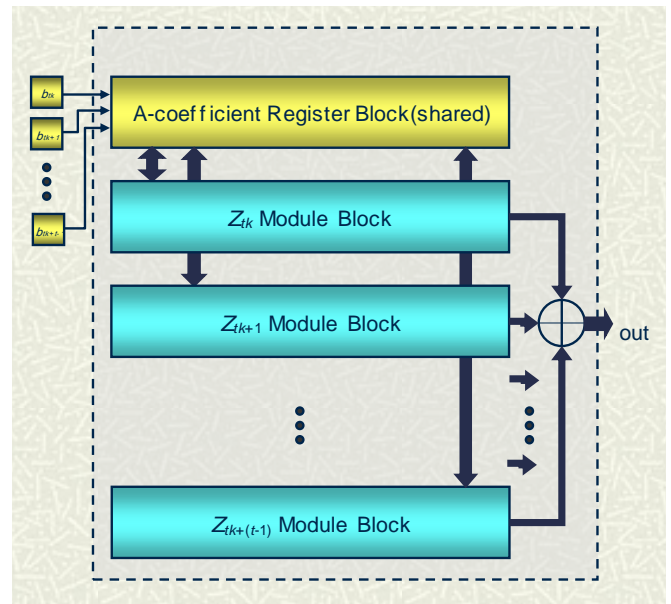 b_tk
A-coefficient Register Block(shared)
b_tk+1
Z_tk Module Block
b_tk+t-
Z_tk+1 Module Block
out
Z_tk+(t-1) Module Block